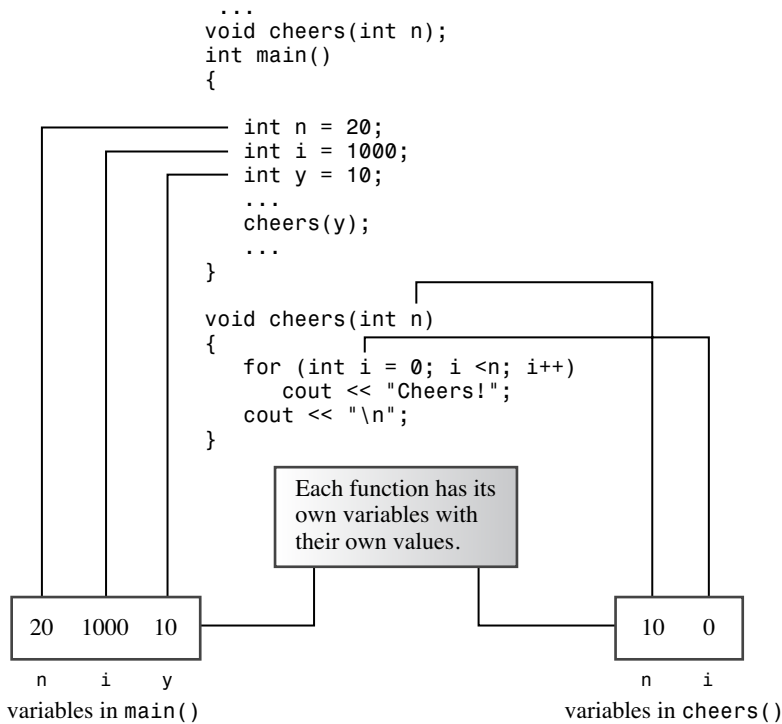 ...
void cheers(int n);
int main()
{
int n = 20;
int i = 1000;
int y = 10;
...
cheers(y);
...
}
void cheers(int n)
{
for (int i = 0; i <n; i++)
cout << "Cheers!";
cout << "\n";
}
Each function has its
own variables with
their own values.
20 1000 10
n i y
variables in main()
10 0
n i
variables in cheers()